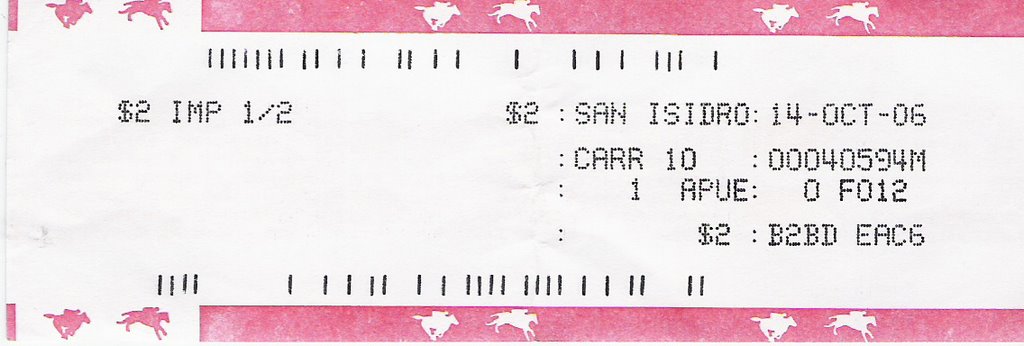 $2 IMP 1/2 $2 :SAN ISIDRO: 14-OCT-06
:CARR 10 :00040594M
: 1 APUE: 0 F012
: $2 :B2BD EAC6